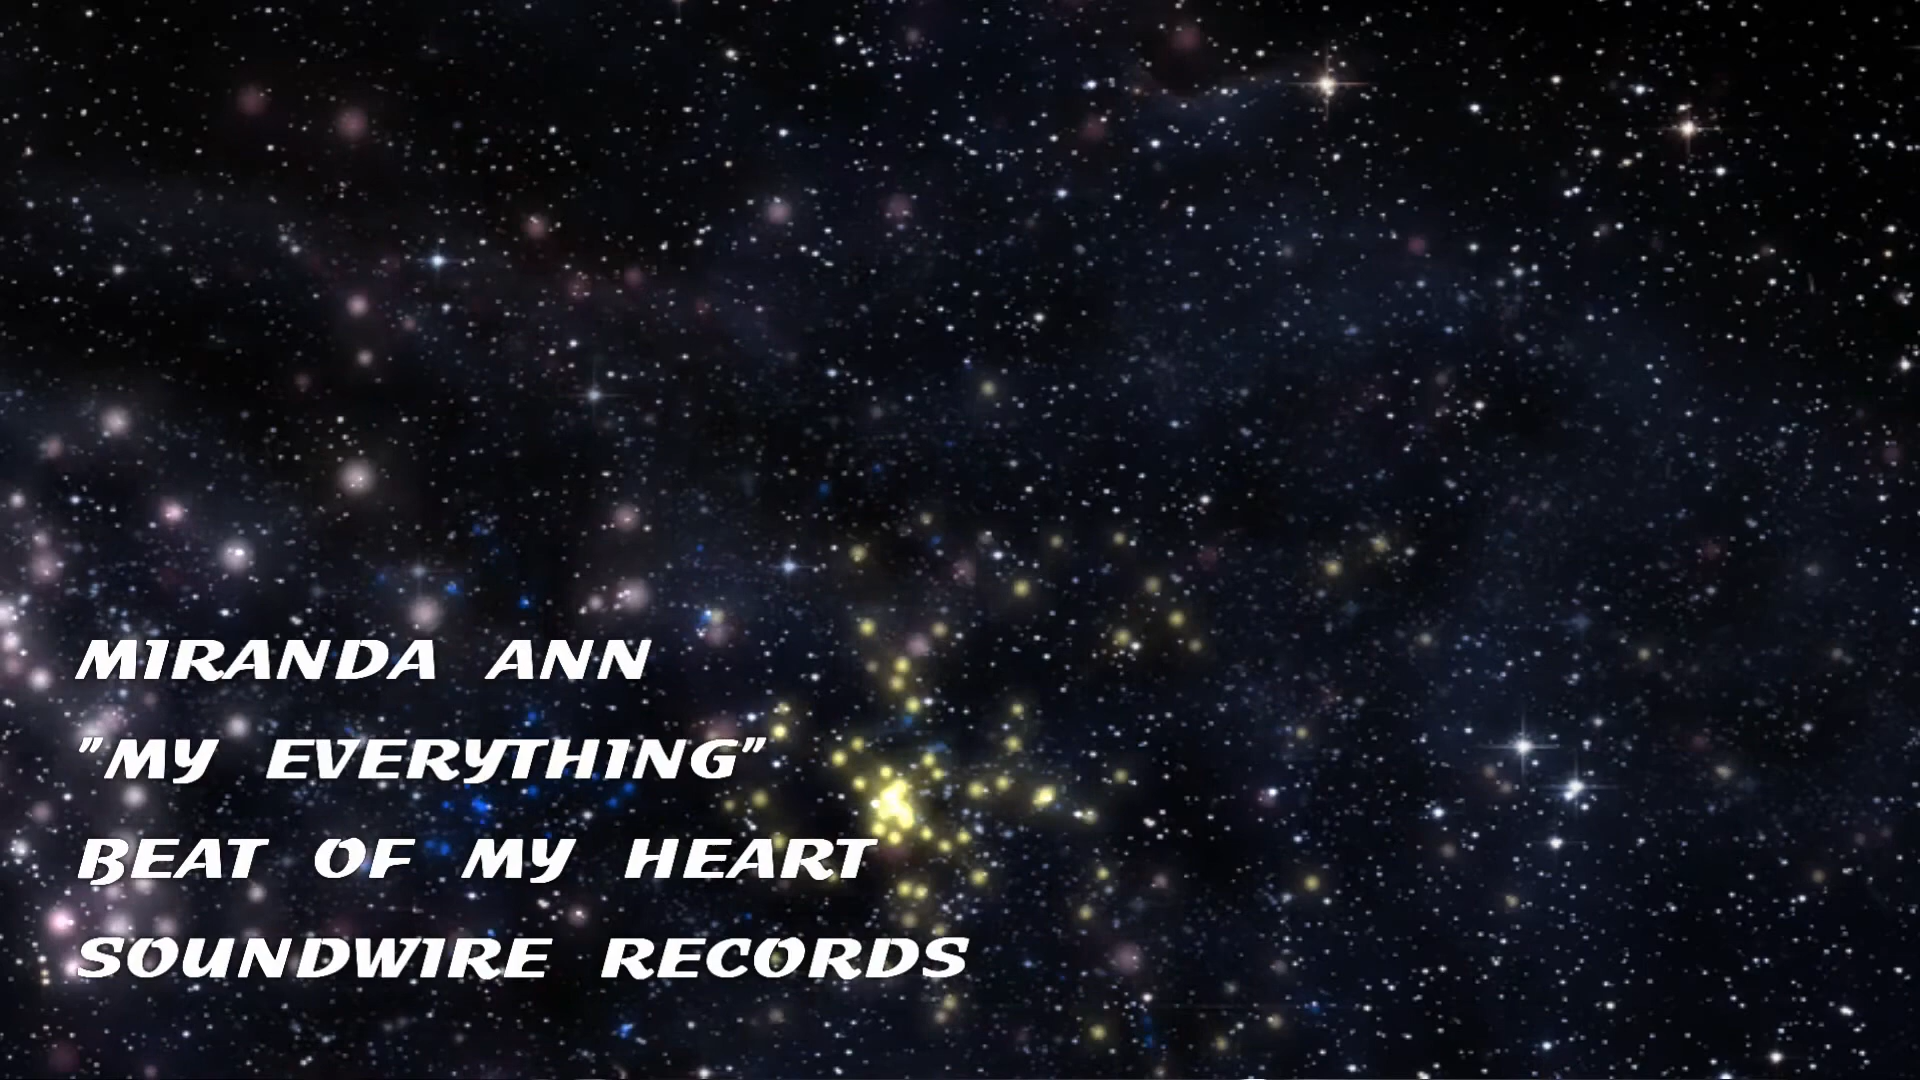 MIRANDA ANN
"MY EVERYTHING"
BEAT OF MY HEART
SOUNDWIRE RECORDS